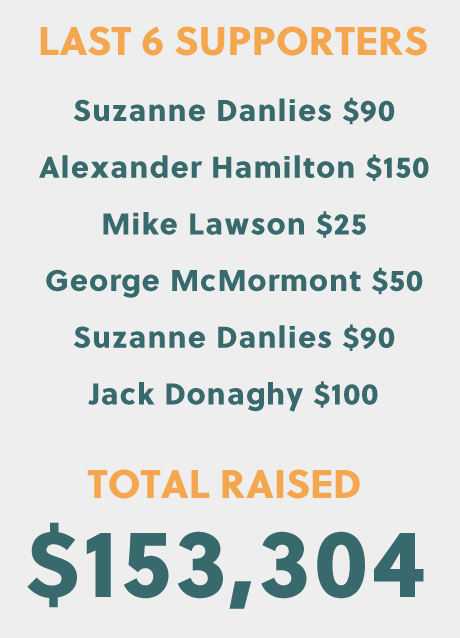 LAST 6 SUPPORTERS
Suzanne Danlies $90
Alexander Hamilton $150
Mike Lawson $25
George McMormont $50
Suzanne Danlies $90
Jack Donaghy $100
TOTAL RAISED
$153,304